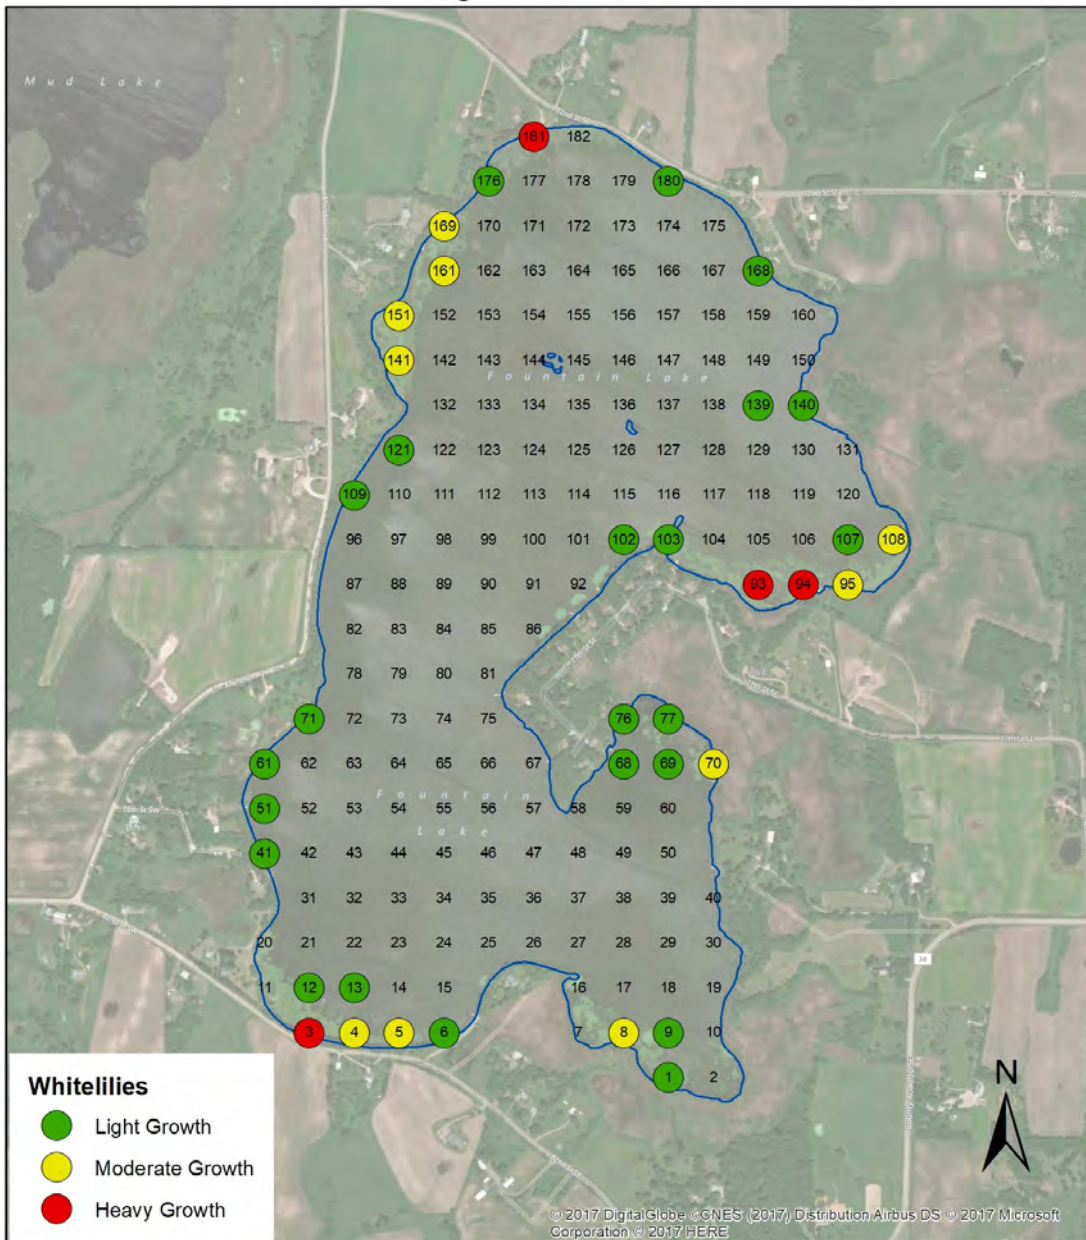 Mud Lake
181 182
176 177 178 179 180
169 170 171 172 173 174 175
161 162 163 164 165 166 167 168
151 152 153 154 155 156 157 158 159 160
141 142 143 144 145 146 147 148 149 150
Fountain Lake
132 133 134 135 136 137 138 139 140
121 122 123 124 125 126 127 128 129 130 131
109 110 111 112 113 114 115 116 117 118 119 120
96 97 98 99 100 101 102 103 104 105 106 107 108
87 88 89 90 91 92 93 94 95
82 83 84 85 86
78 79 80 81
71 72 73 74 75 76 77
61 62 63 64 65 66 67 68 69 70
Fountain
51 52 53 54 55 56 57 58 59 60
Lake
41 42 43 44 45 46 47 48 49 50
31 32 33 34 35 36 37 38 39 40
20 21 22 23 24 25 26 27 28 29 30
11 12 13 14 15 16 17 18 19
3 4 5 6 7 8 9 10
1 2
N
Whitelilies
Light Growth
Moderate Growth
Heavy Growth
© 2017 DigitalGlobe ©CNES (2017) Distribution Airbus DS © 2017 Microsoft
Corporation © 2017 HERE